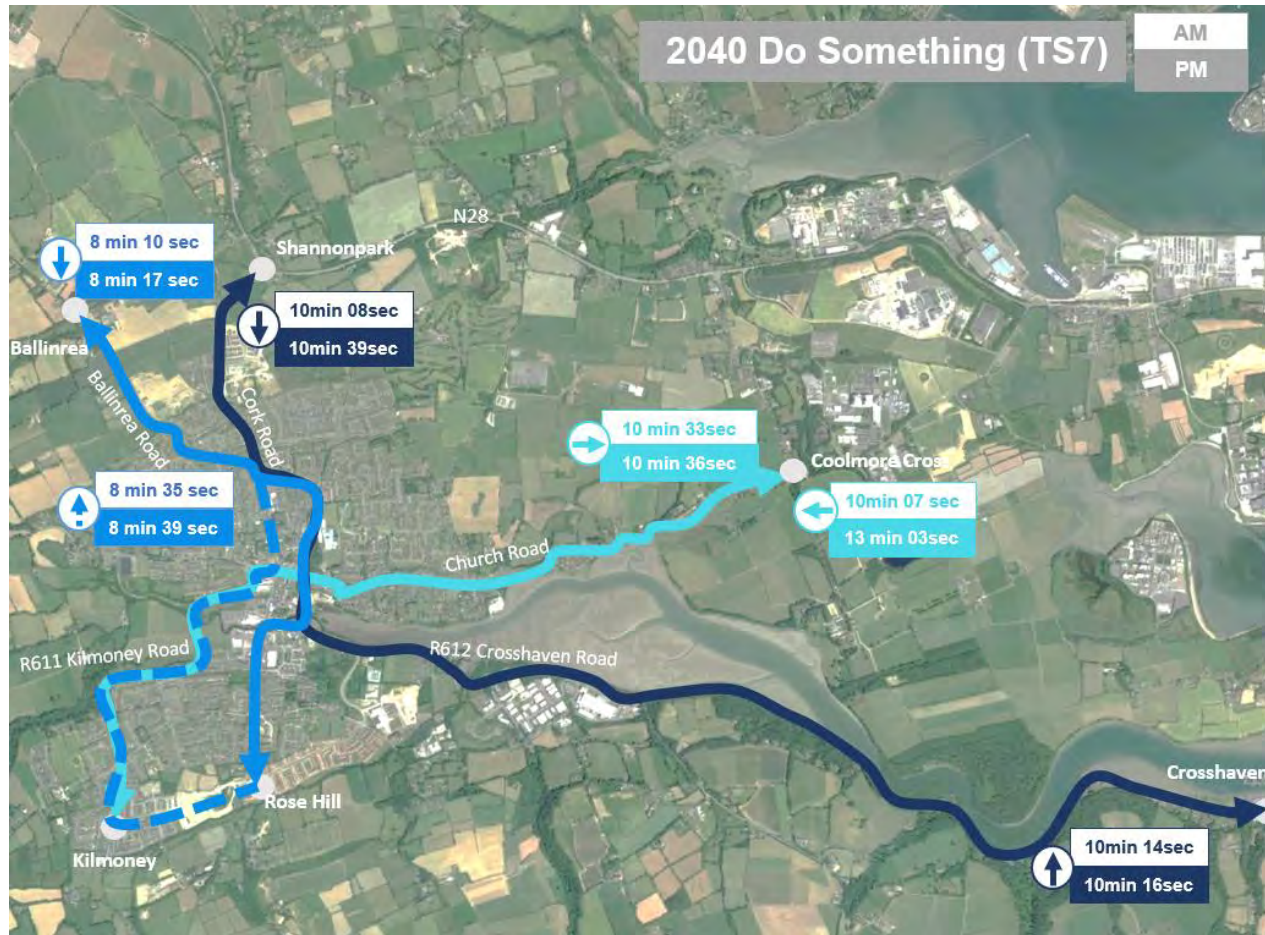 2040 Do Something (TS7)
AM
PM
N28
8 min 10 sec
8 min 17 sec
Shannonpark
10min 08sec
10min 39sec
Ballinrea
Ballinrea Road
Cork Road
10 min 33sec
10 min 36sec
Coolmore Cross
8 min 35 sec
8 min 39 sec
10min 07 sec
13 min 03sec
Church Road
R611 Kilmoney Road
R612 Crosshaven Road
Crosshaven
Rose Hill
Kilmoney
10min 14sec
10min 16sec